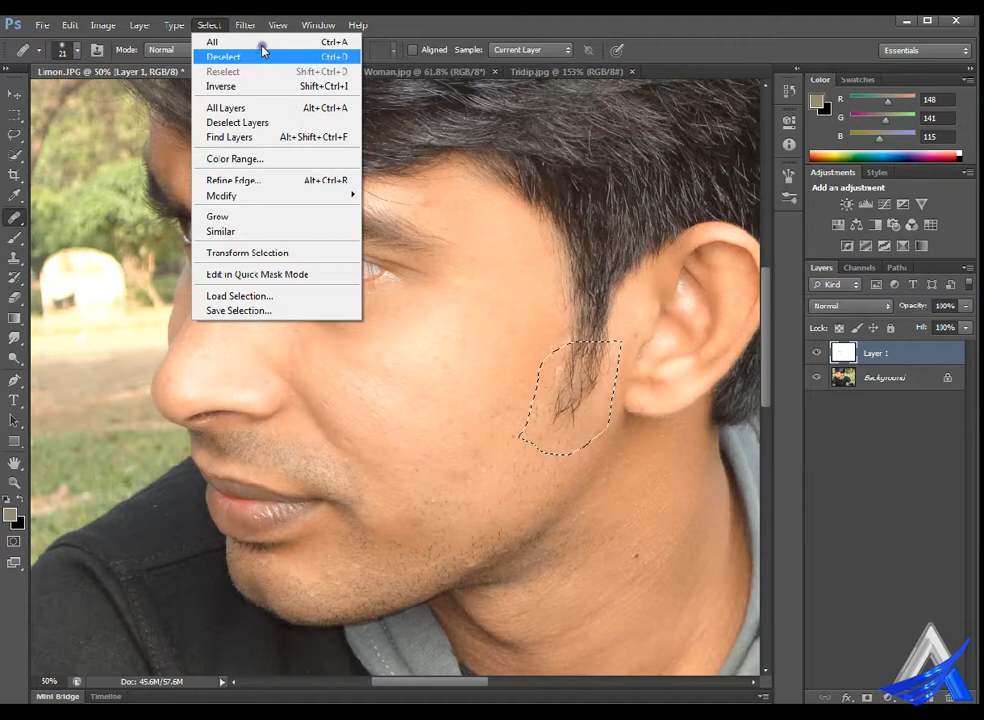 Ps File Edit Image Layer Type Select Filter View Window Help
21 Mode: Normal Aligned Sample: Current Layer Essentials
Limon.JPG @ 50% (Layer 1, RGB/8) * Woman.jpg @ 61.8% (RGB/8*) × Tridip.jpg @ 153% (RGB/8#) ×
All Ctrl+A
Deselect Ctrl+D
Reselect Shift+Ctrl+D
Inverse Shift+Ctrl+I
All Layers Alt+Ctrl+A
Deselect Layers
Find Layers Alt+Shift+Ctrl+F
Color Range...
Refine Edge... Alt+Ctrl+R
Modify
Grow
Similar
Transform Selection
Edit in Quick Mask Mode
Load Selection...
Save Selection...
Color Swatches
R 148
G 141
B 115
Adjustments Styles
Add an adjustment
Layers Channels Paths
Kind
Normal Opacity: 100%
Lock: Fill: 100%
Layer 1
Background
50% Doc: 45.6M/57.6M
Mini Bridge Timeline
fx